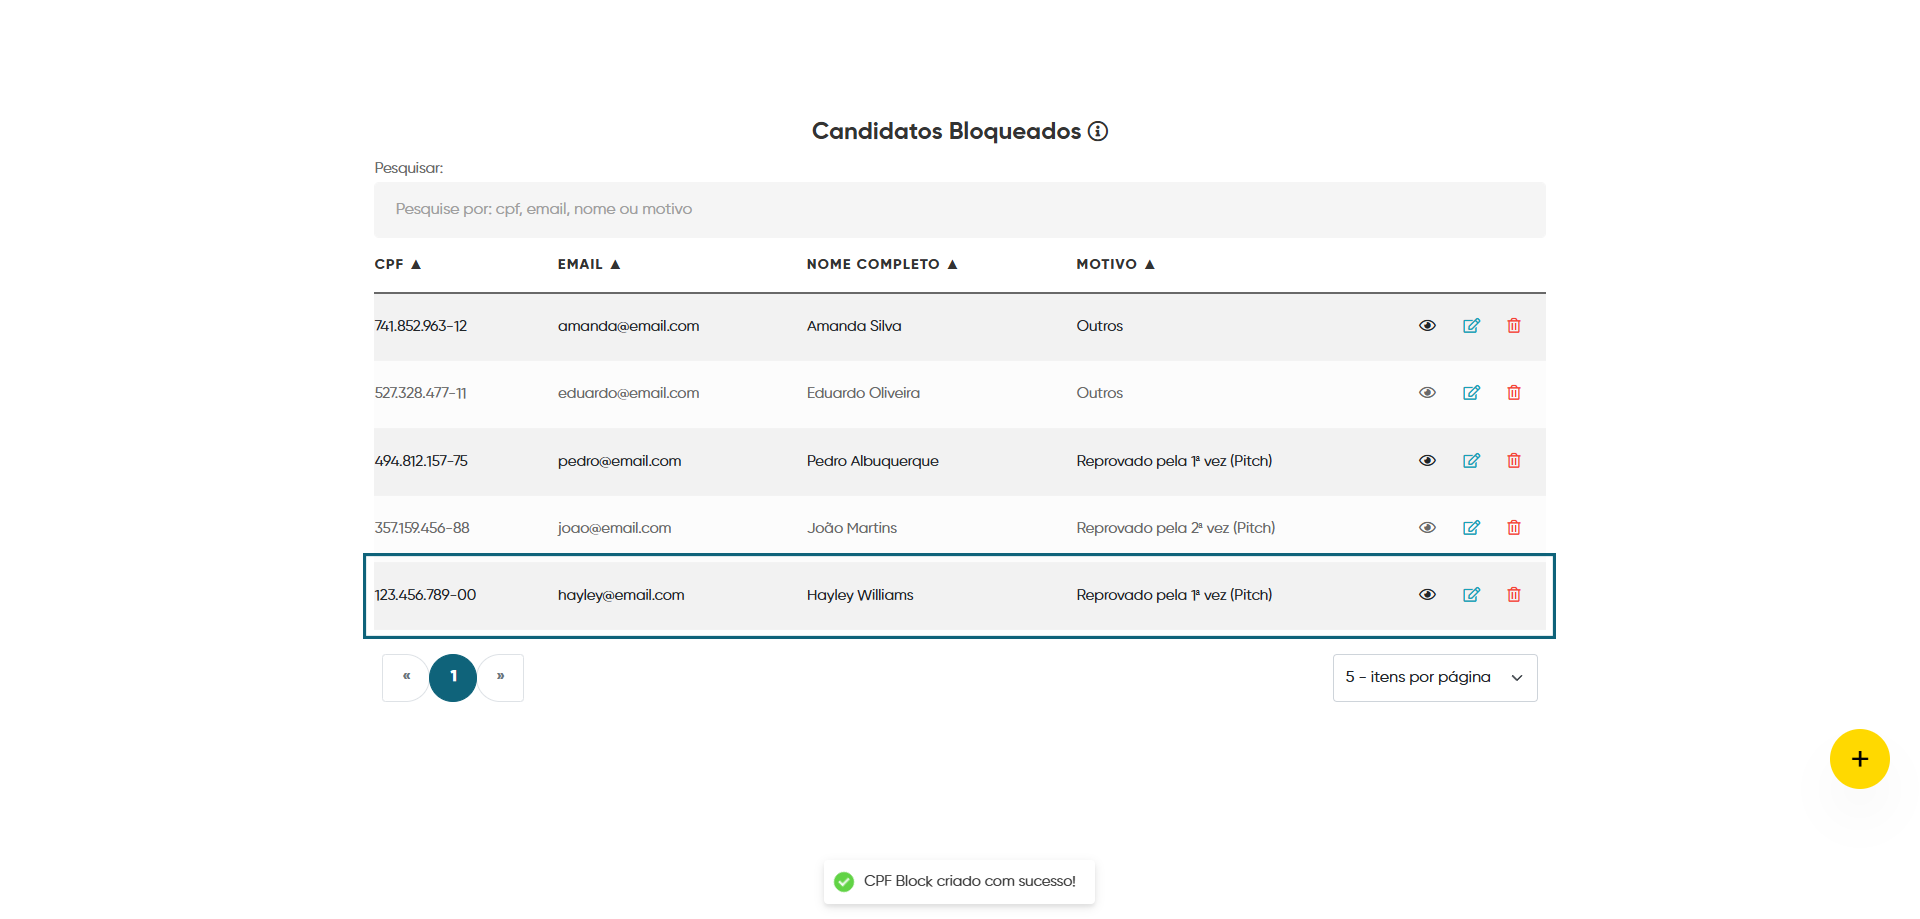 Candidatos Bloqueados
Pesquisar:
Pesquise por: cpf, email, nome ou motivo
CPF ▲ EMAIL ▲ NOME COMPLETO ▲ MOTIVO ▲
741.852.963-12 amanda@email.com Amanda Silva Outros
527.328.477-11 eduardo@email.com Eduardo Oliveira Outros
494.812.157-75 pedro@email.com Pedro Albuquerque Reprovado pela 1ª vez (Pitch)
357.159.456-88 joao@email.com João Martins Reprovado pela 2ª vez (Pitch)
123.456.789-00 hayley@email.com Hayley Williams Reprovado pela 1ª vez (Pitch)
« 1 » 5 - itens por página
+
CPF Block criado com sucesso!